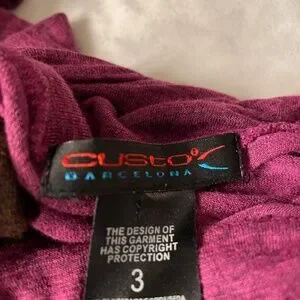 custo
BARCELONA
THE DESIGN OF
THIS GARMENT
HAS COPYRIGHT
PROTECTION
3